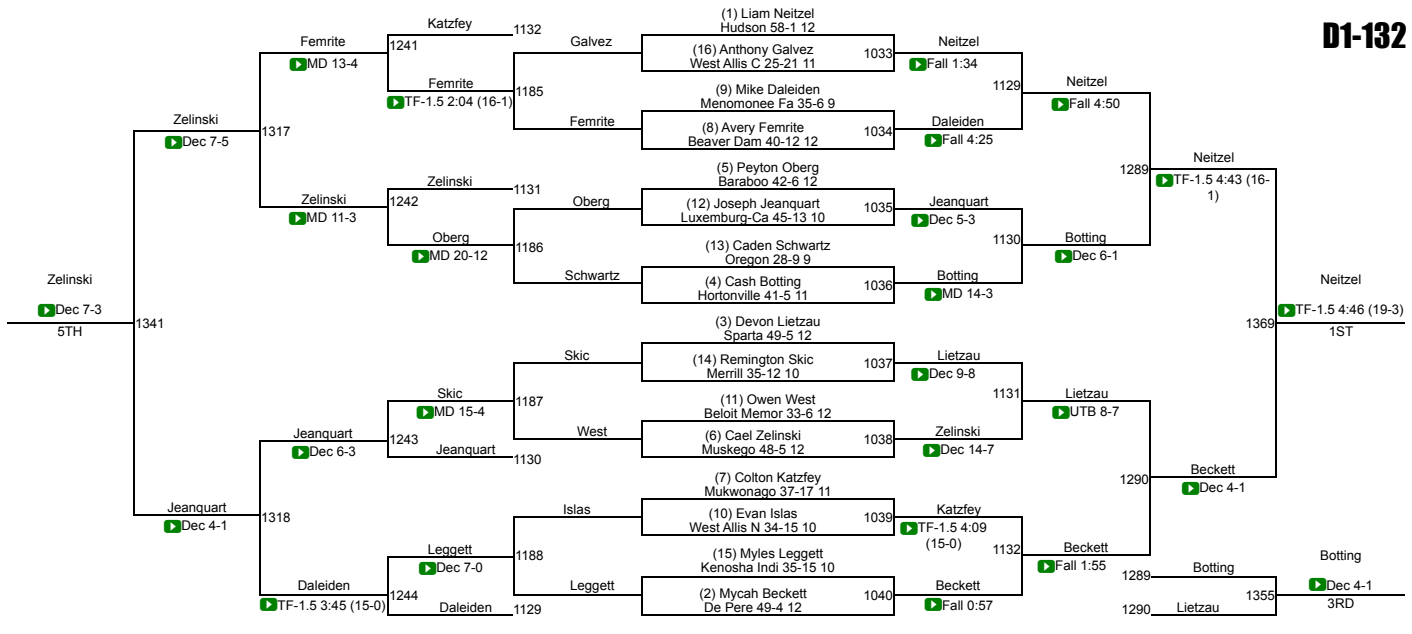 D1-132
Zelinski
Dec 7-3
5TH
1341
Zelinski
Dec 7-5
1317
Jeanquart
Dec 4-1
1318
Femrite
MD 13-4
1241
Zelinski
MD 11-3
1242
Jeanquart
Dec 6-3
1243
Daleiden
TF-1.5 3:45 (15-0)
1244
Katzfey
1132
Femrite
TF-1.5 2:04 (16-1)
1185
Zelinski
1131
Oberg
MD 20-12
1186
Skic
MD 15-4
1187
Jeanquart
1130
Leggett
Dec 7-0
1188
Daleiden
1129
Galvez
Femrite
Oberg
Schwartz
Skic
West
Islas
Leggett
(1) Liam Neitzel
Hudson 58-1 12
(16) Anthony Galvez
West Allis C 25-21 11
1033
(9) Mike Daleiden
Menomonee Fa 35-6 9
(8) Avery Femrite
Beaver Dam 40-12 12
1034
(5) Peyton Oberg
Baraboo 42-6 12
(12) Joseph Jeanquart
Luxemburg-Ca 45-13 10
1035
(13) Caden Schwartz
Oregon 28-9 9
(4) Cash Botting
Hortonville 41-5 11
1036
(3) Devon Lietzau
Sparta 49-5 12
(14) Remington Skic
Merrill 35-12 10
1037
(11) Owen West
Beloit Memor 33-6 12
(6) Cael Zelinski
Muskego 48-5 12
1038
(7) Colton Katzfey
Mukwonago 37-17 11
(10) Evan Islas
West Allis N 34-15 10
1039
(15) Myles Leggett
Kenosha Indi 35-15 10
(2) Mycah Beckett
De Pere 49-4 12
1040
Neitzel
Fall 1:34
Daleiden
Fall 4:25
1129
Jeanquart
Dec 5-3
Botting
MD 14-3
1130
Lietzau
Dec 9-8
Zelinski
Dec 14-7
1131
Katzfey
TF-1.5 4:09
(15-0)
Beckett
Fall 0:57
1132
Neitzel
Fall 4:50
Botting
Dec 6-1
1289
Lietzau
UTB 8-7
Beckett
Fall 1:55
1290
Neitzel
TF-1.5 4:43 (16-
1)
Beckett
Dec 4-1
1369
Neitzel
TF-1.5 4:46 (19-3)
1ST
1289
Botting
1290
Lietzau
1355
Botting
Dec 4-1
3RD